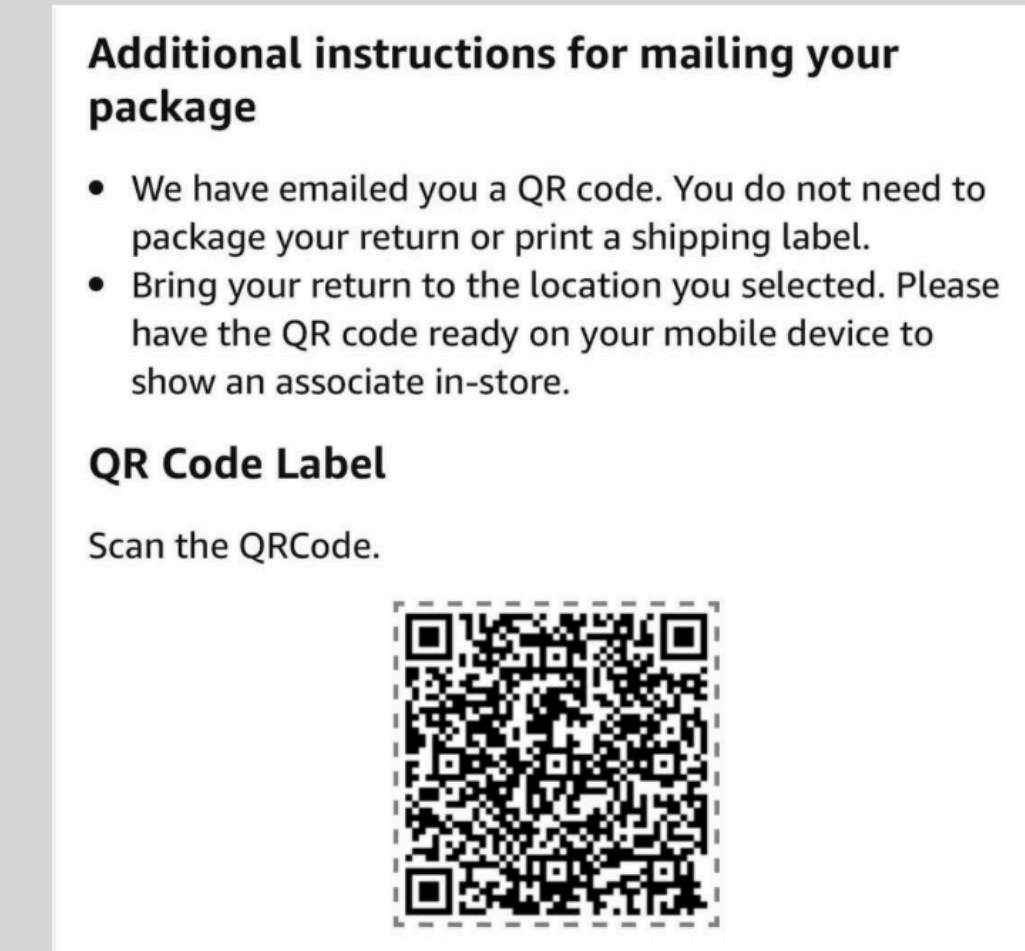 Additional instructions for mailing your
package
• We have emailed you a QR code. You do not need to
package your return or print a shipping label.
• Bring your return to the location you selected. Please
have the QR code ready on your mobile device to
show an associate in-store.
QR Code Label
Scan the QRCode.